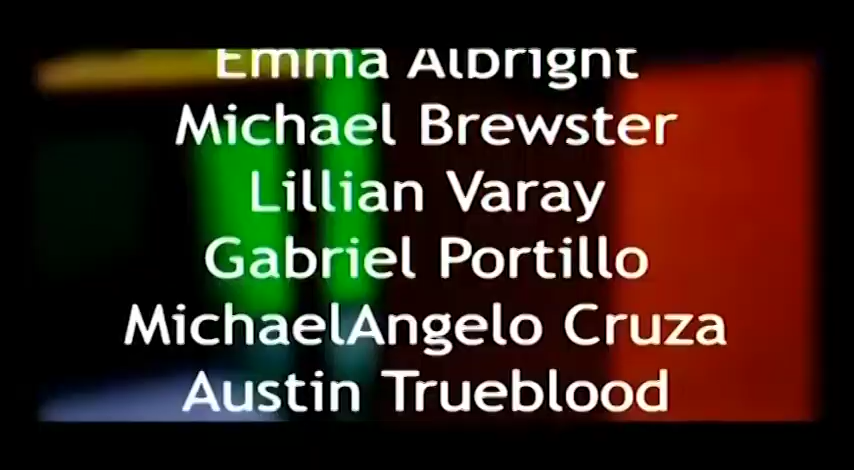 Emma Albright
Michael Brewster
Lillian Varay
Gabriel Portillo
MichaelAngelo Cruza
Austin Trueblood